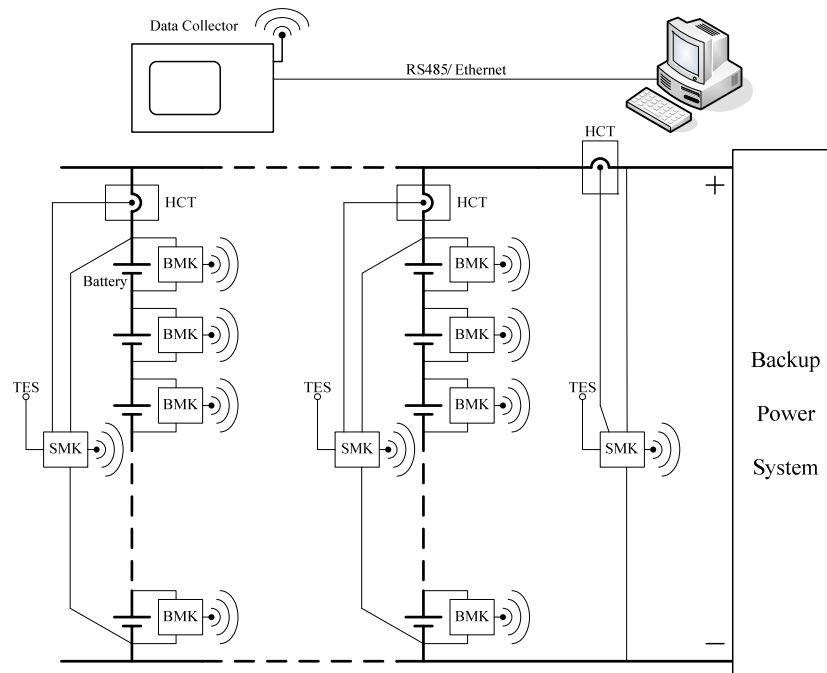 Data Collector
RS485/ Ethernet
HCT
+
HCT
HCT
BMK
BMK
Battery
BMK
BMK
BMK
BMK
TES
TES
TES
SMK
SMK
SMK
Backup
Power
System
BMK
BMK
—